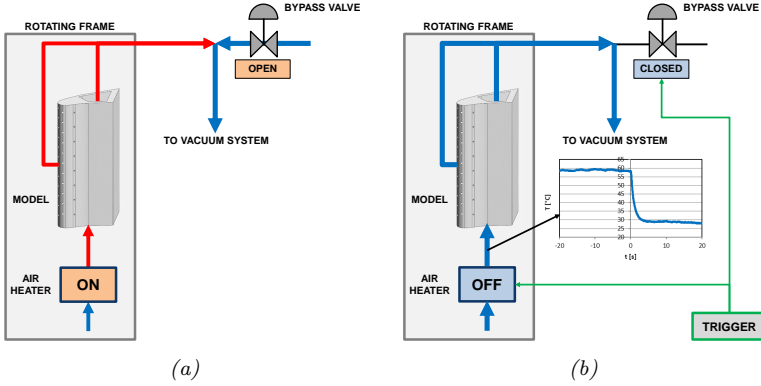 BYPASS VALVE
ROTATING FRAME
OPEN
TO VACUUM SYSTEM
MODEL
AIR
HEATER
ON
(a)
BYPASS VALVE
ROTATING FRAME
CLOSED
TO VACUUM SYSTEM
MODEL
T [°C]
65
60
55
50
45
40
35
30
25
20
-20
-10
0
10
20
t [s]
AIR
HEATER
OFF
TRIGGER
(b)